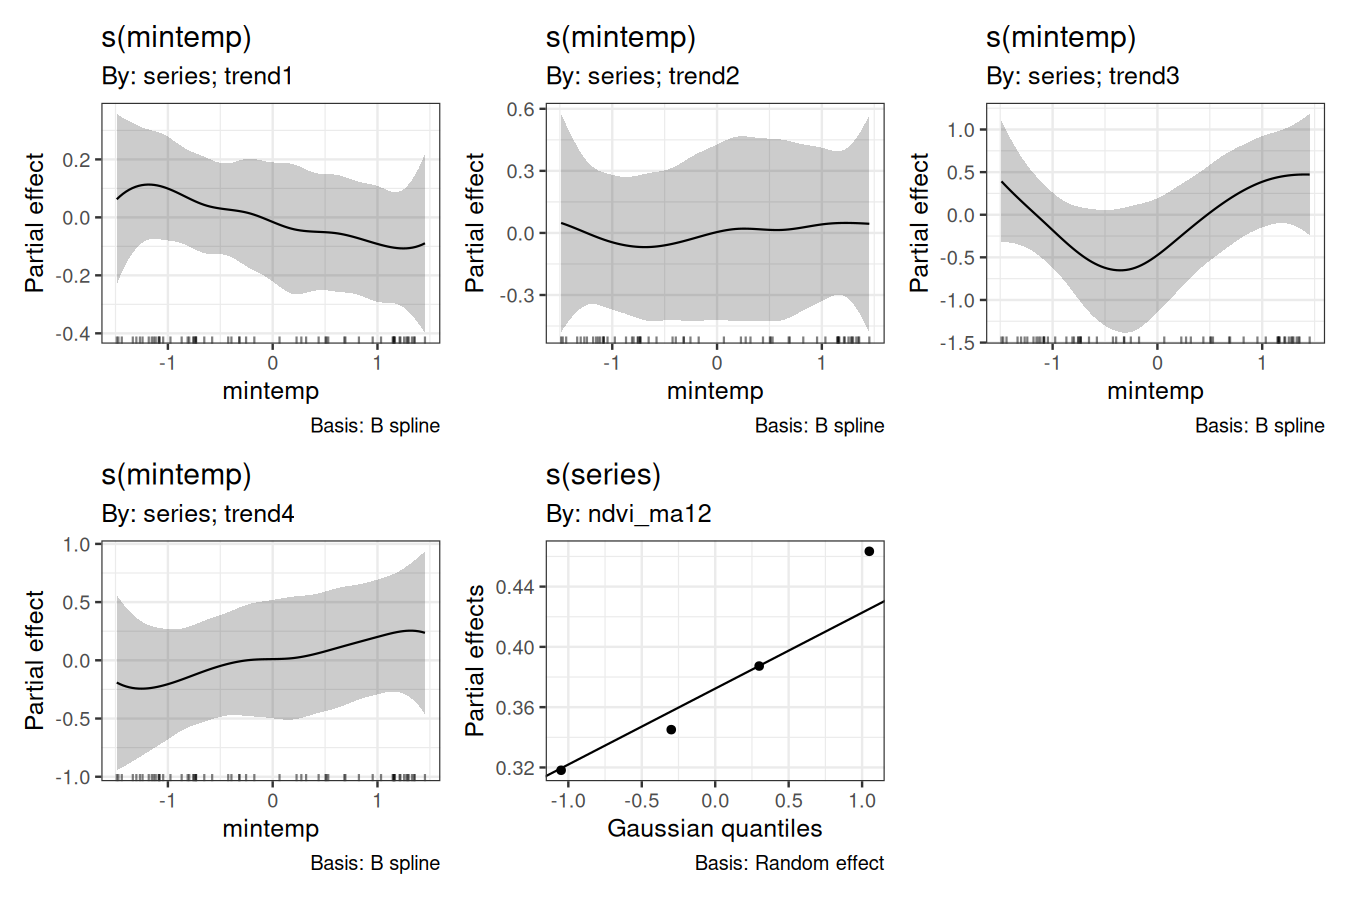 s(mintemp)
By: series; trend1
Partial effect
0.2
0.0
-0.2
-0.4
-1
0
1
mintemp
Basis: B spline
s(mintemp)
By: series; trend2
Partial effect
0.6
0.3
0.0
-0.3
-1
0
1
mintemp
Basis: B spline
s(mintemp)
By: series; trend3
Partial effect
1.0
0.5
0.0
-0.5
-1.0
-1.5
-1
0
1
mintemp
Basis: B spline
s(mintemp)
By: series; trend4
Partial effect
1.0
0.5
0.0
-0.5
-1.0
-1
0
1
mintemp
Basis: B spline
s(series)
By: ndvi_ma12
Partial effects
0.44
0.40
0.36
0.32
-1.0
-0.5
0.0
0.5
1.0
Gaussian quantiles
Basis: Random effect